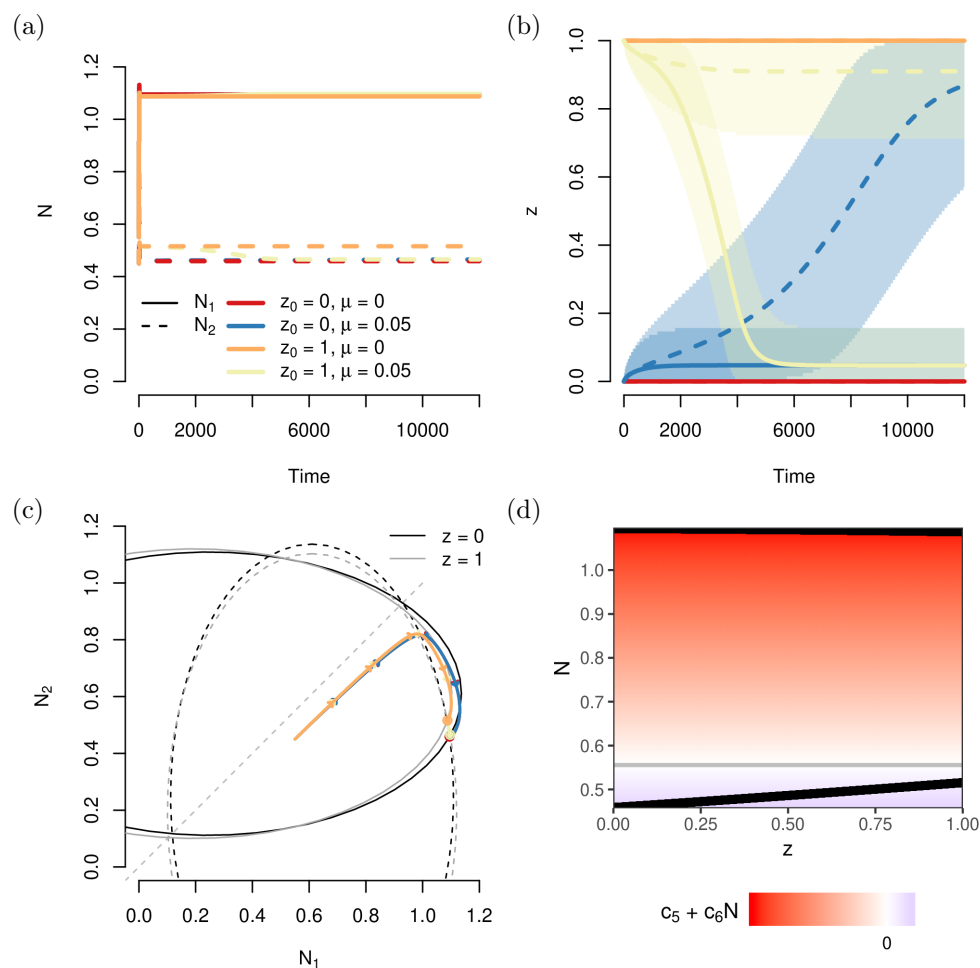 (a)
N
0.0 0.2 0.4 0.6 0.8 1.0 1.2
N₁
N₂
z₀ = 0, μ = 0
z₀ = 0, μ = 0.05
z₀ = 1, μ = 0
z₀ = 1, μ = 0.05
0 2000 6000 10000
Time
(b)
z
0.0 0.2 0.4 0.6 0.8 1.0
0 2000 6000 10000
Time
(c)
N₂
0.0 0.2 0.4 0.6 0.8 1.0 1.2
z = 0
z = 1
0.0 0.2 0.4 0.6 0.8 1.0 1.2
N₁
(d)
N
1.0
0.9
0.8
0.7
0.6
0.5
0.00 0.25 0.50 0.75 1.00
z
c₅ + c₆N
0